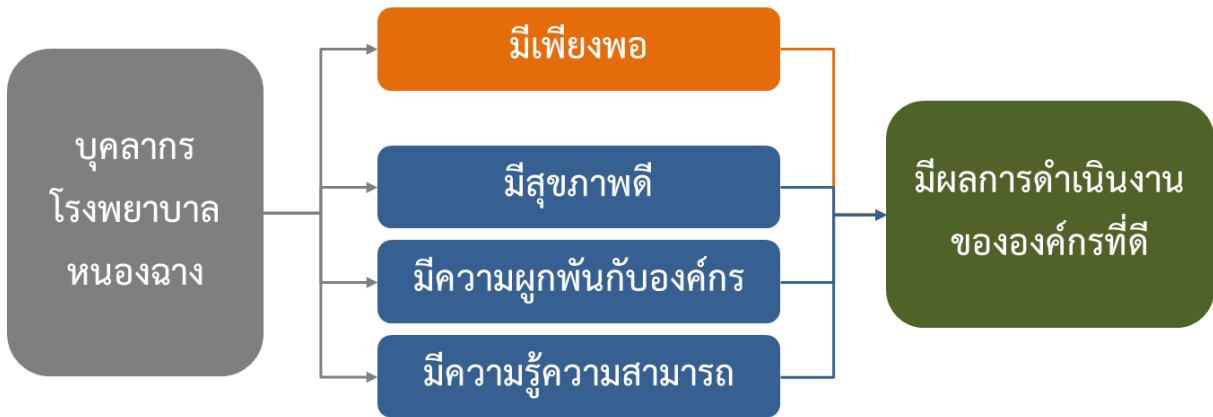 บุคลากร
โรงพยาบาล
หนองฉาง
มีเพียงพอ
มีสุขภาพดี
มีความผูกพันกับองค์กร
มีความรู้ความสามารถ
มีผลการดำเนินงาน
ขององค์กรที่ดี